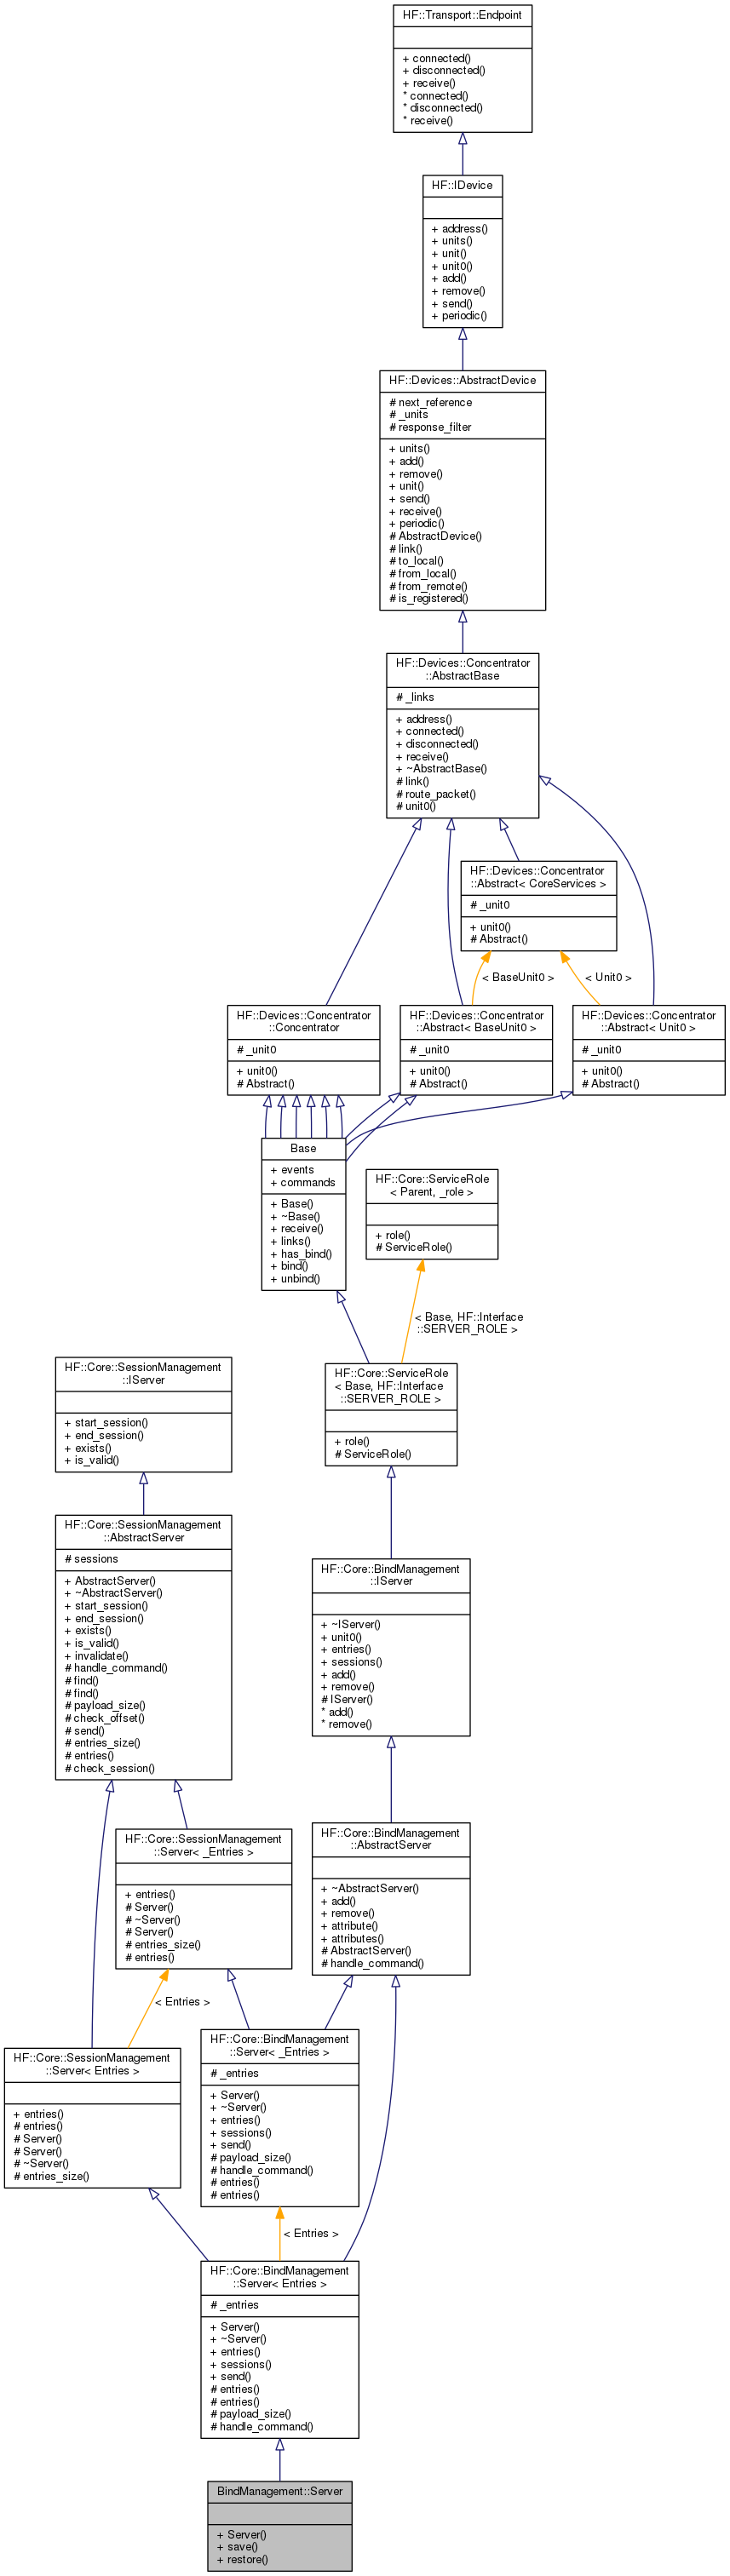 HF::Transport::Endpoint
+ connected()
+ disconnected()
+ receive()
* connected()
* disconnected()
* receive()
HF::IDevice
+ address()
+ units()
+ unit()
+ unit0()
+ add()
+ remove()
+ send()
+ periodic()
HF::Devices::AbstractDevice
# next_reference
# _units
# response_filter
+ units()
+ add()
+ remove()
+ unit()
+ send()
+ receive()
+ periodic()
# AbstractDevice()
# link()
# to_local()
# from_local()
# from_remote()
# is_registered()
HF::Devices::Concentrator
::AbstractBase
# _links
+ address()
+ connected()
+ disconnected()
+ receive()
+ ~AbstractBase()
# link()
# route_packet()
# unit0()
HF::Devices::Concentrator
::Abstract< CoreServices >
# _unit0
+ unit0()
# Abstract()
< BaseUnit0 >
< Unit0 >
HF::Devices::Concentrator
::Concentrator
# _unit0
+ unit0()
# Abstract()
HF::Devices::Concentrator
::Abstract< BaseUnit0 >
# _unit0
+ unit0()
# Abstract()
HF::Devices::Concentrator
::Abstract< Unit0 >
# _unit0
+ unit0()
# Abstract()
Base
+ events
+ commands
+ Base()
+ ~Base()
+ receive()
+ links()
+ has_bind()
+ bind()
+ unbind()
HF::Core::ServiceRole
< Parent, _role >
+ role()
# ServiceRole()
< Base, HF::Interface
::SERVER_ROLE >
HF::Core::ServiceRole
< Base, HF::Interface
::SERVER_ROLE >
+ role()
# ServiceRole()
HF::Core::SessionManagement
::IServer
+ start_session()
+ end_session()
+ exists()
+ is_valid()
HF::Core::SessionManagement
::AbstractServer
# sessions
+ AbstractServer()
+ ~AbstractServer()
+ start_session()
+ end_session()
+ exists()
+ is_valid()
+ invalidate()
# handle_command()
# find()
# find()
# payload_size()
# check_offset()
# send()
# entries_size()
# entries()
# check_session()
HF::Core::BindManagement
::IServer
+ ~IServer()
+ unit0()
+ entries()
+ sessions()
+ add()
+ remove()
# IServer()
* add()
* remove()
HF::Core::SessionManagement
::Server< _Entries >
+ entries()
# Server()
# ~Server()
# Server()
# entries_size()
# entries()
HF::Core::BindManagement
::AbstractServer
+ ~AbstractServer()
+ add()
+ remove()
+ attribute()
+ attributes()
# AbstractServer()
# handle_command()
< Entries >
HF::Core::SessionManagement
::Server< Entries >
+ entries()
# entries()
# Server()
# Server()
# ~Server()
# entries_size()
HF::Core::BindManagement
::Server< _Entries >
# _entries
+ Server()
+ ~Server()
+ entries()
+ sessions()
+ send()
# payload_size()
# handle_command()
# entries()
# entries()
< Entries >
HF::Core::BindManagement
::Server< Entries >
# _entries
+ Server()
+ ~Server()
+ entries()
+ sessions()
+ send()
# entries()
# entries()
# payload_size()
# handle_command()
BindManagement::Server
+ Server()
+ save()
+ restore()